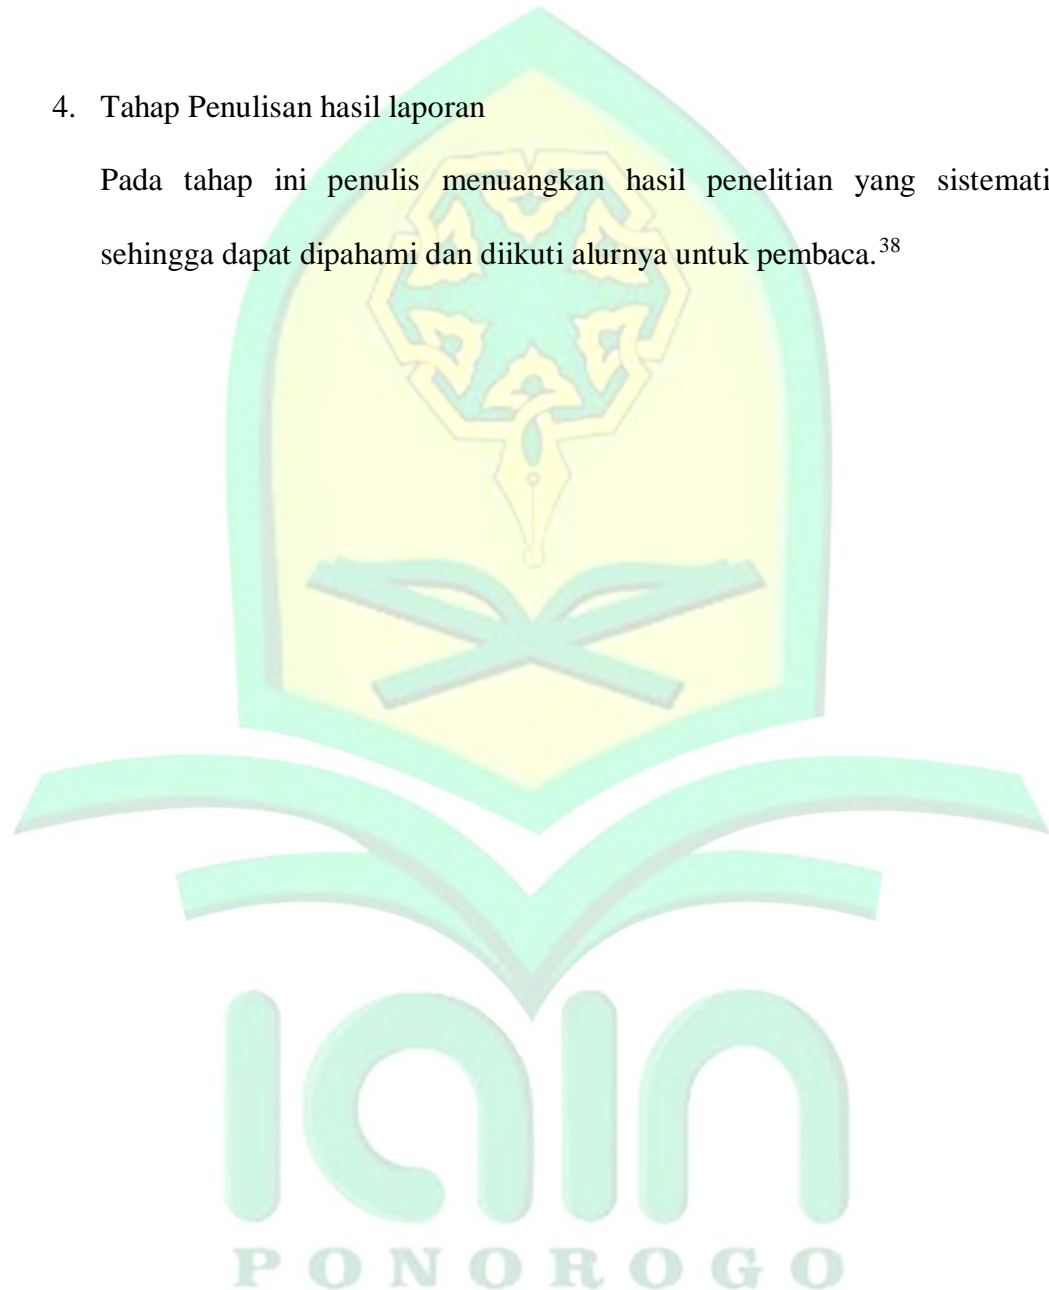 4. Tahap Penulisan hasil laporan
Pada tahap ini penulis menuangkan hasil penelitian yang sistemati
sehingga dapat dipahami dan diikuti alurnya untuk pembaca.38
IAIN
PONOROGO